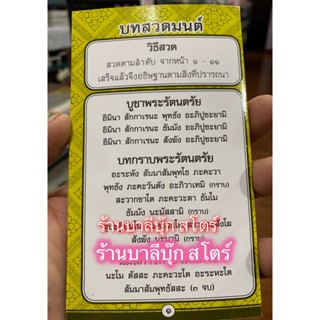 บทสวดมนต์
วิธีสวด
สวดตามลำดับ จากหน้า ๑ - ๑๑
เสร็จแล้วจึงอธิษฐานตามสิ่งที่ปรารถนา
บูชาพระรัตนตรัย
อิมินา สักกาเรนะ พุทธัง อะภิปูชะยามิ
อิมินา สักกาเรนะ ธัมมัง อะภิปูชะยามิ
อิมินา สักกาเรนะ สังฆัง อะภิปูชะยามิ
บทกราบพระรัตนตรัย
อะระหัง สัมมาสัมพุทโธ ภะคะวา
พุทธัง ภะคะวันตัง อะภิวาเทมิ (กราบ)
สะวากขาโต ภะคะวะตา ธัมโม
ธัมมัง นะมัสสามิ (กราบ)
ร้านบาลีบุ๊ก สโตร์
สังฆัง นะมามิ (กราบ)
ร้านบาลีบุ๊ก สโตร์
นะโม ตัสสะ ภะคะวะโต อะระหะโต
สัมมาสัมพุทธัสสะ (๓ จบ)
๑